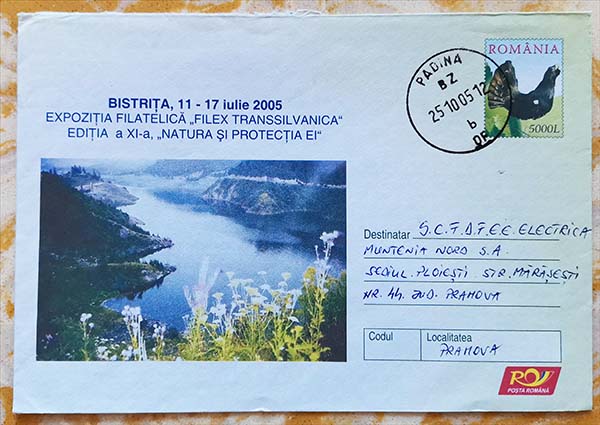 BISTRIȚA, 11 - 17 iulie 2005
EXPOZIȚIA FILATELICĂ „FILEX TRANSSILVANICA"
EDIȚIA a XI-a, „NATURA ȘI PROTECȚIA EI"
ROMÂNIA
5000L
PADINA
BZ
25.10.05.12
b
Destinatar S.C.F.D.F.E.E. ELECTRICA
MUNTENIA NORD S.A.
SEDIUL PLOIEȘTI STR. MĂRĂȘEȘTI
NR. 44 JUD. PRAHOVA
Codul
Localitatea
PRAHOVA
POȘTA ROMÂNĂ